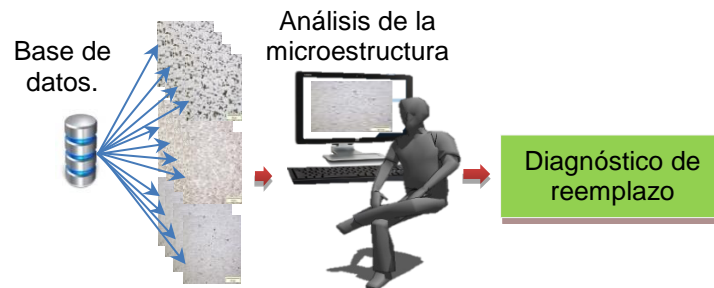 Base de
datos.
Análisis de la
microestructura
Diagnóstico de
reemplazo